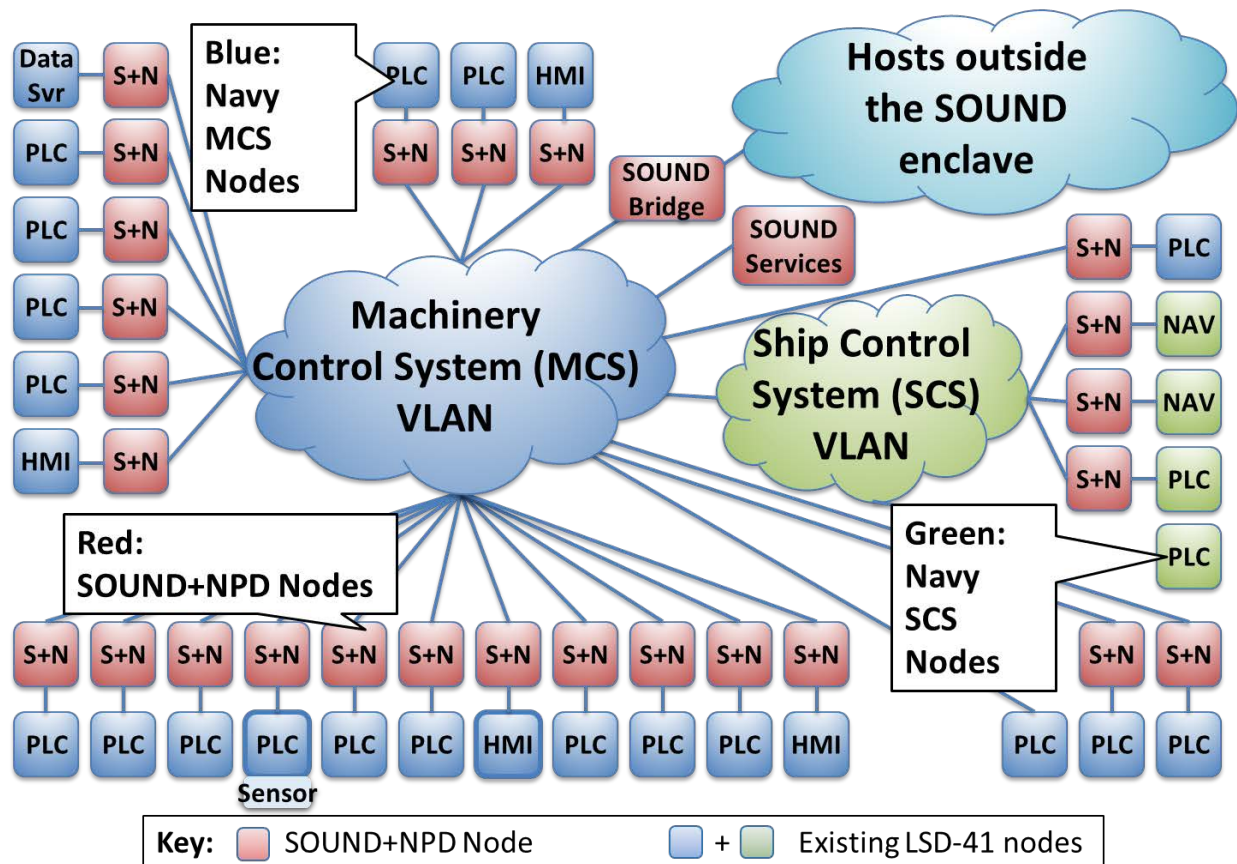 Data
Svr
S+N
Blue:
Navy
MCS
Nodes
PLC
PLC
HMI
S+N
S+N
S+N
Hosts outside
the SOUND
enclave
PLC
S+N
PLC
S+N
PLC
S+N
PLC
S+N
HMI
S+N
SOUND
Bridge
SOUND
Services
Machinery
Control System (MCS)
VLAN
Ship Control
System (SCS)
VLAN
S+N
PLC
S+N
NAV
S+N
NAV
S+N
PLC
PLC
Red:
SOUND+NPD Nodes
Green:
Navy
SCS
Nodes
S+N
S+N
S+N
S+N
S+N
S+N
S+N
S+N
S+N
S+N
S+N
S+N
S+N
PLC
PLC
PLC
PLC
PLC
PLC
HMI
PLC
PLC
PLC
HMI
PLC
PLC
PLC
Sensor
Key:
SOUND+NPD Node
+
Existing LSD-41 nodes